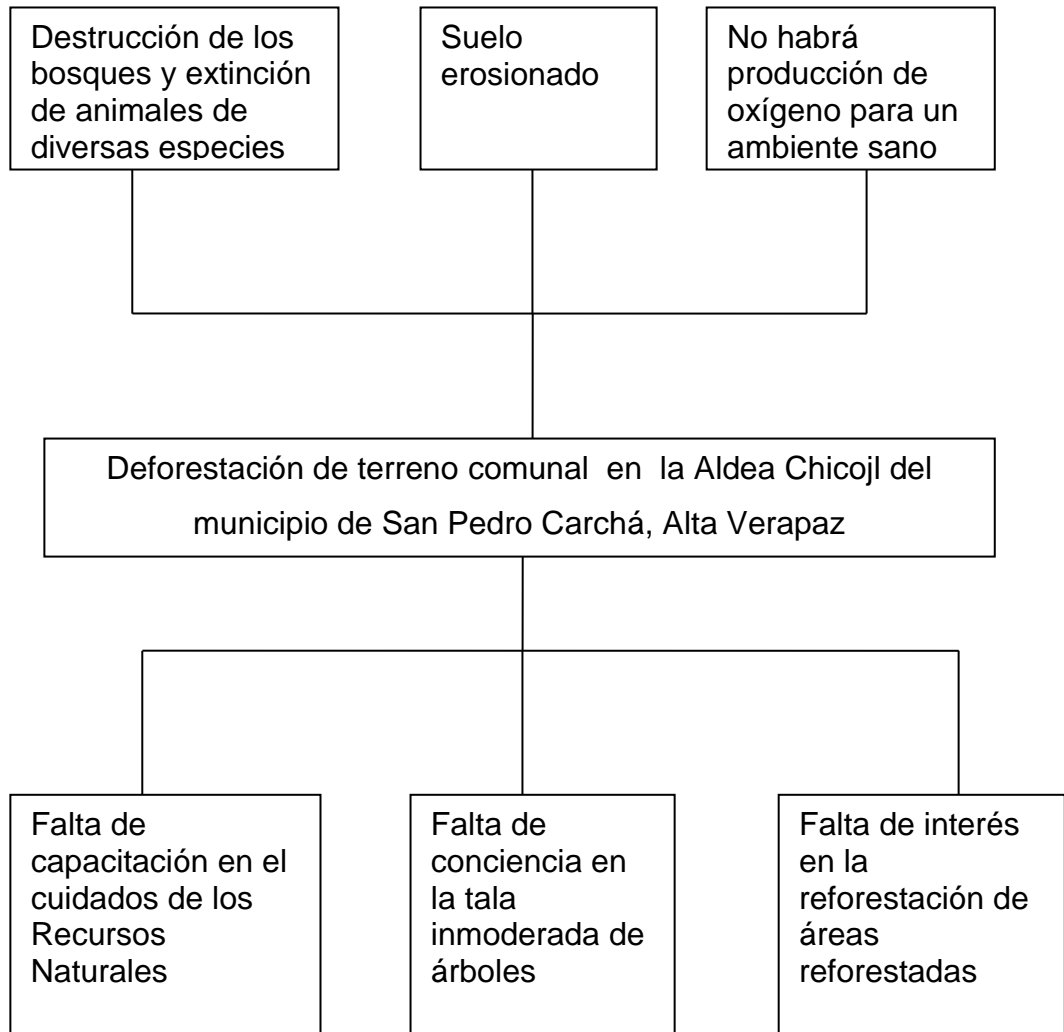 Destrucción de los
bosques y extinción
de animales de
diversas especies
Suelo
erosionado
No habrá
producción de
oxígeno para un
ambiente sano
Deforestación de terreno comunal en la Aldea Chicojl del
municipio de San Pedro Carchá, Alta Verapaz
Falta de
capacitación en el
cuidados de los
Recursos
Naturales
Falta de
conciencia en
la tala
inmoderada de
árboles
Falta de interés
en la
reforestación de
áreas
reforestadas